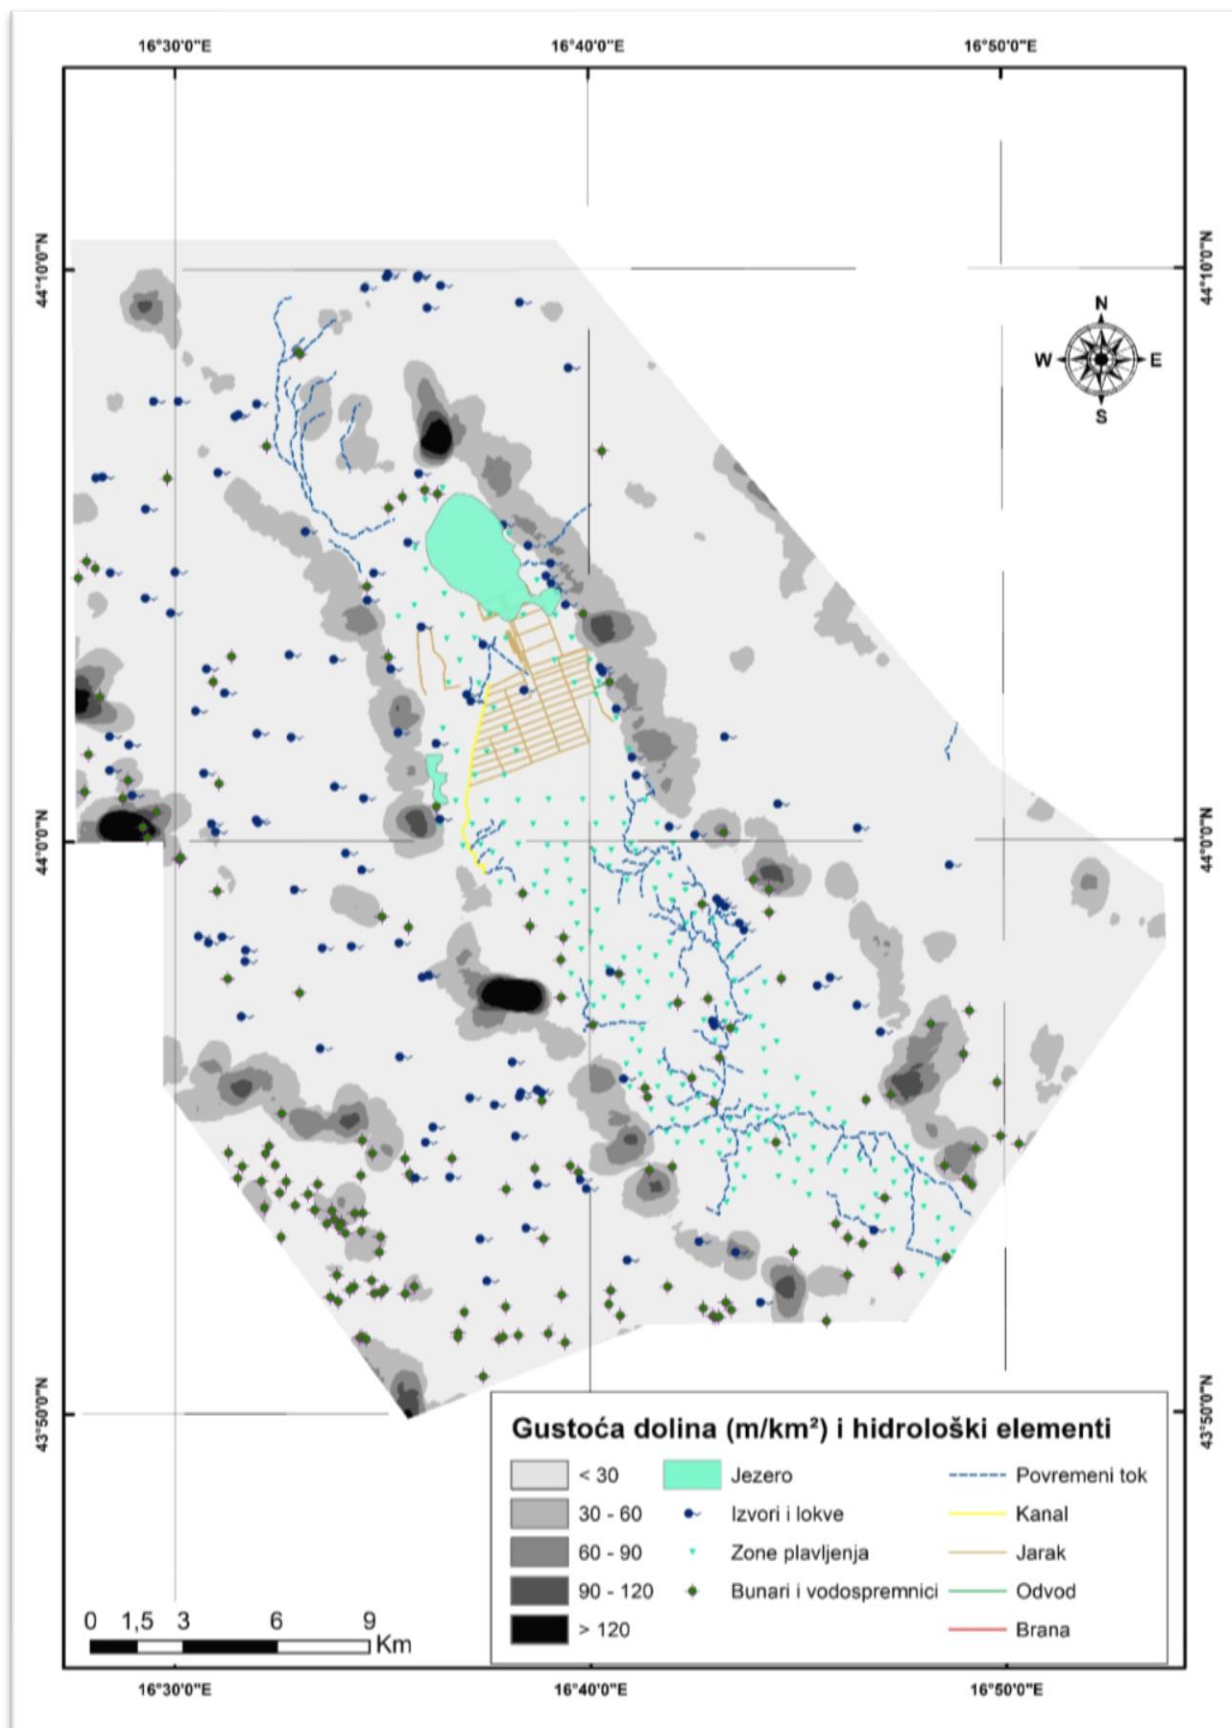 16°30'0"E 16°40'0"E 16°50'0"E
44°10'0"N 44°10'0"N
N
W E
S
44°0'0"N 44°0'0"N
43°50'0"N 43°50'0"N
Gustoća dolina (m/km²) i hidrološki elementi
< 30 Jezero Povremeni tok
30 - 60 Izvori i lokve Kanal
60 - 90 Zone plavljenja Jarak
90 - 120 Bunari i vodospremnici Odvod
> 120 Brana
0 1,5 3 6 9
Km
16°30'0"E 16°40'0"E 16°50'0"E